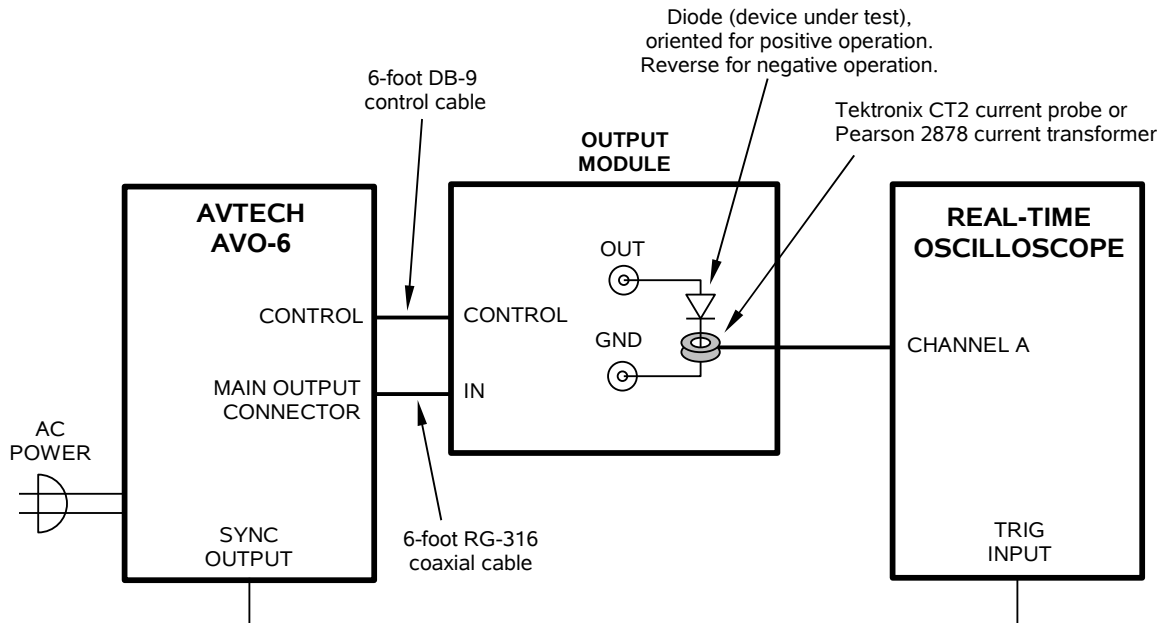 Diode (device under test),
oriented for positive operation.
Reverse for negative operation.
6-foot DB-9
control cable
Tektronix CT2 current probe or
Pearson 2878 current transformer
OUTPUT
MODULE
AVTECH
AVO-6
REAL-TIME
OSCILLOSCOPE
OUT
CONTROL
CONTROL
GND
CHANNEL A
MAIN OUTPUT
CONNECTOR
IN
AC
POWER
SYNC
OUTPUT
6-foot RG-316
coaxial cable
TRIG
INPUT